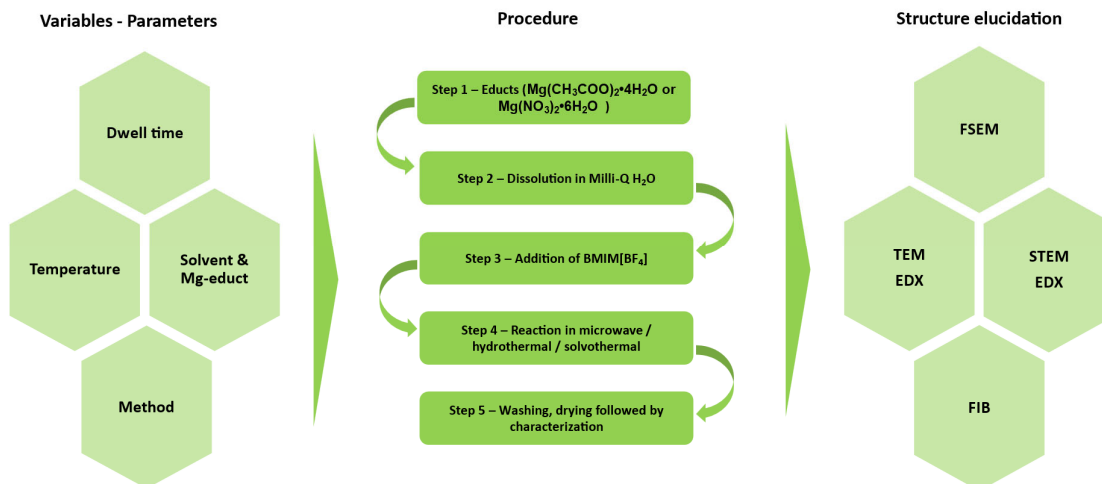 Variables - Parameters
Dwell time
Temperature
Solvent &
Mg-educt
Method
Procedure
Step 1 – Educts (Mg(CH₃COO)₂•4H₂O or
Mg(NO₃)₂•6H₂O )
Step 2 – Dissolution in Milli-Q H₂O
Step 3 – Addition of BMIM[BF₄]
Step 4 – Reaction in microwave /
hydrothermal / solvothermal
Step 5 – Washing, drying followed by
characterization
Structure elucidation
FSEM
TEM
EDX
STEM
EDX
FIB